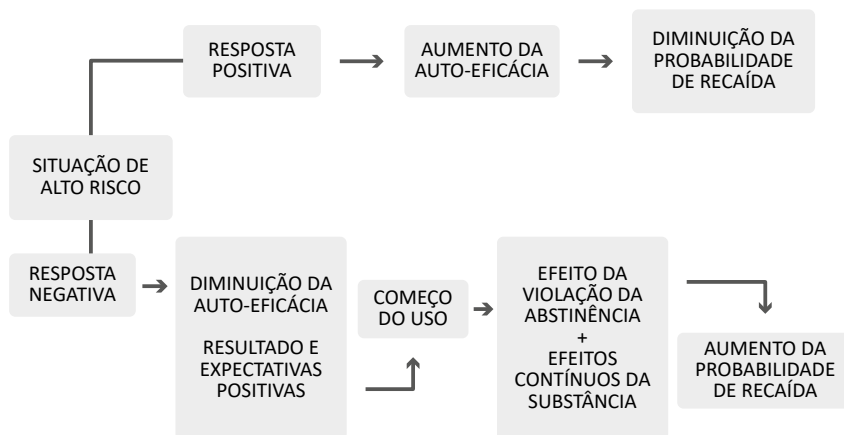 RESPOSTA
POSITIVA
AUMENTO DA
AUTO-EFICÁCIA
DIMINUIÇÃO DA
PROBABILIDADE
DE RECAÍDA
SITUAÇÃO DE
ALTO RISCO
RESPOSTA
NEGATIVA
DIMINUIÇÃO DA
AUTO-EFICÁCIA
RESULTADO E
EXPECTATIVAS
POSITIVAS
COMEÇO
DO USO
EFEITO DA
VIOLAÇÃO DA
ABSTINÊNCIA
+
EFEITOS
CONTÍNUOS DA
SUBSTÂNCIA
AUMENTO DA
PROBABILIDADE
DE RECAÍDA